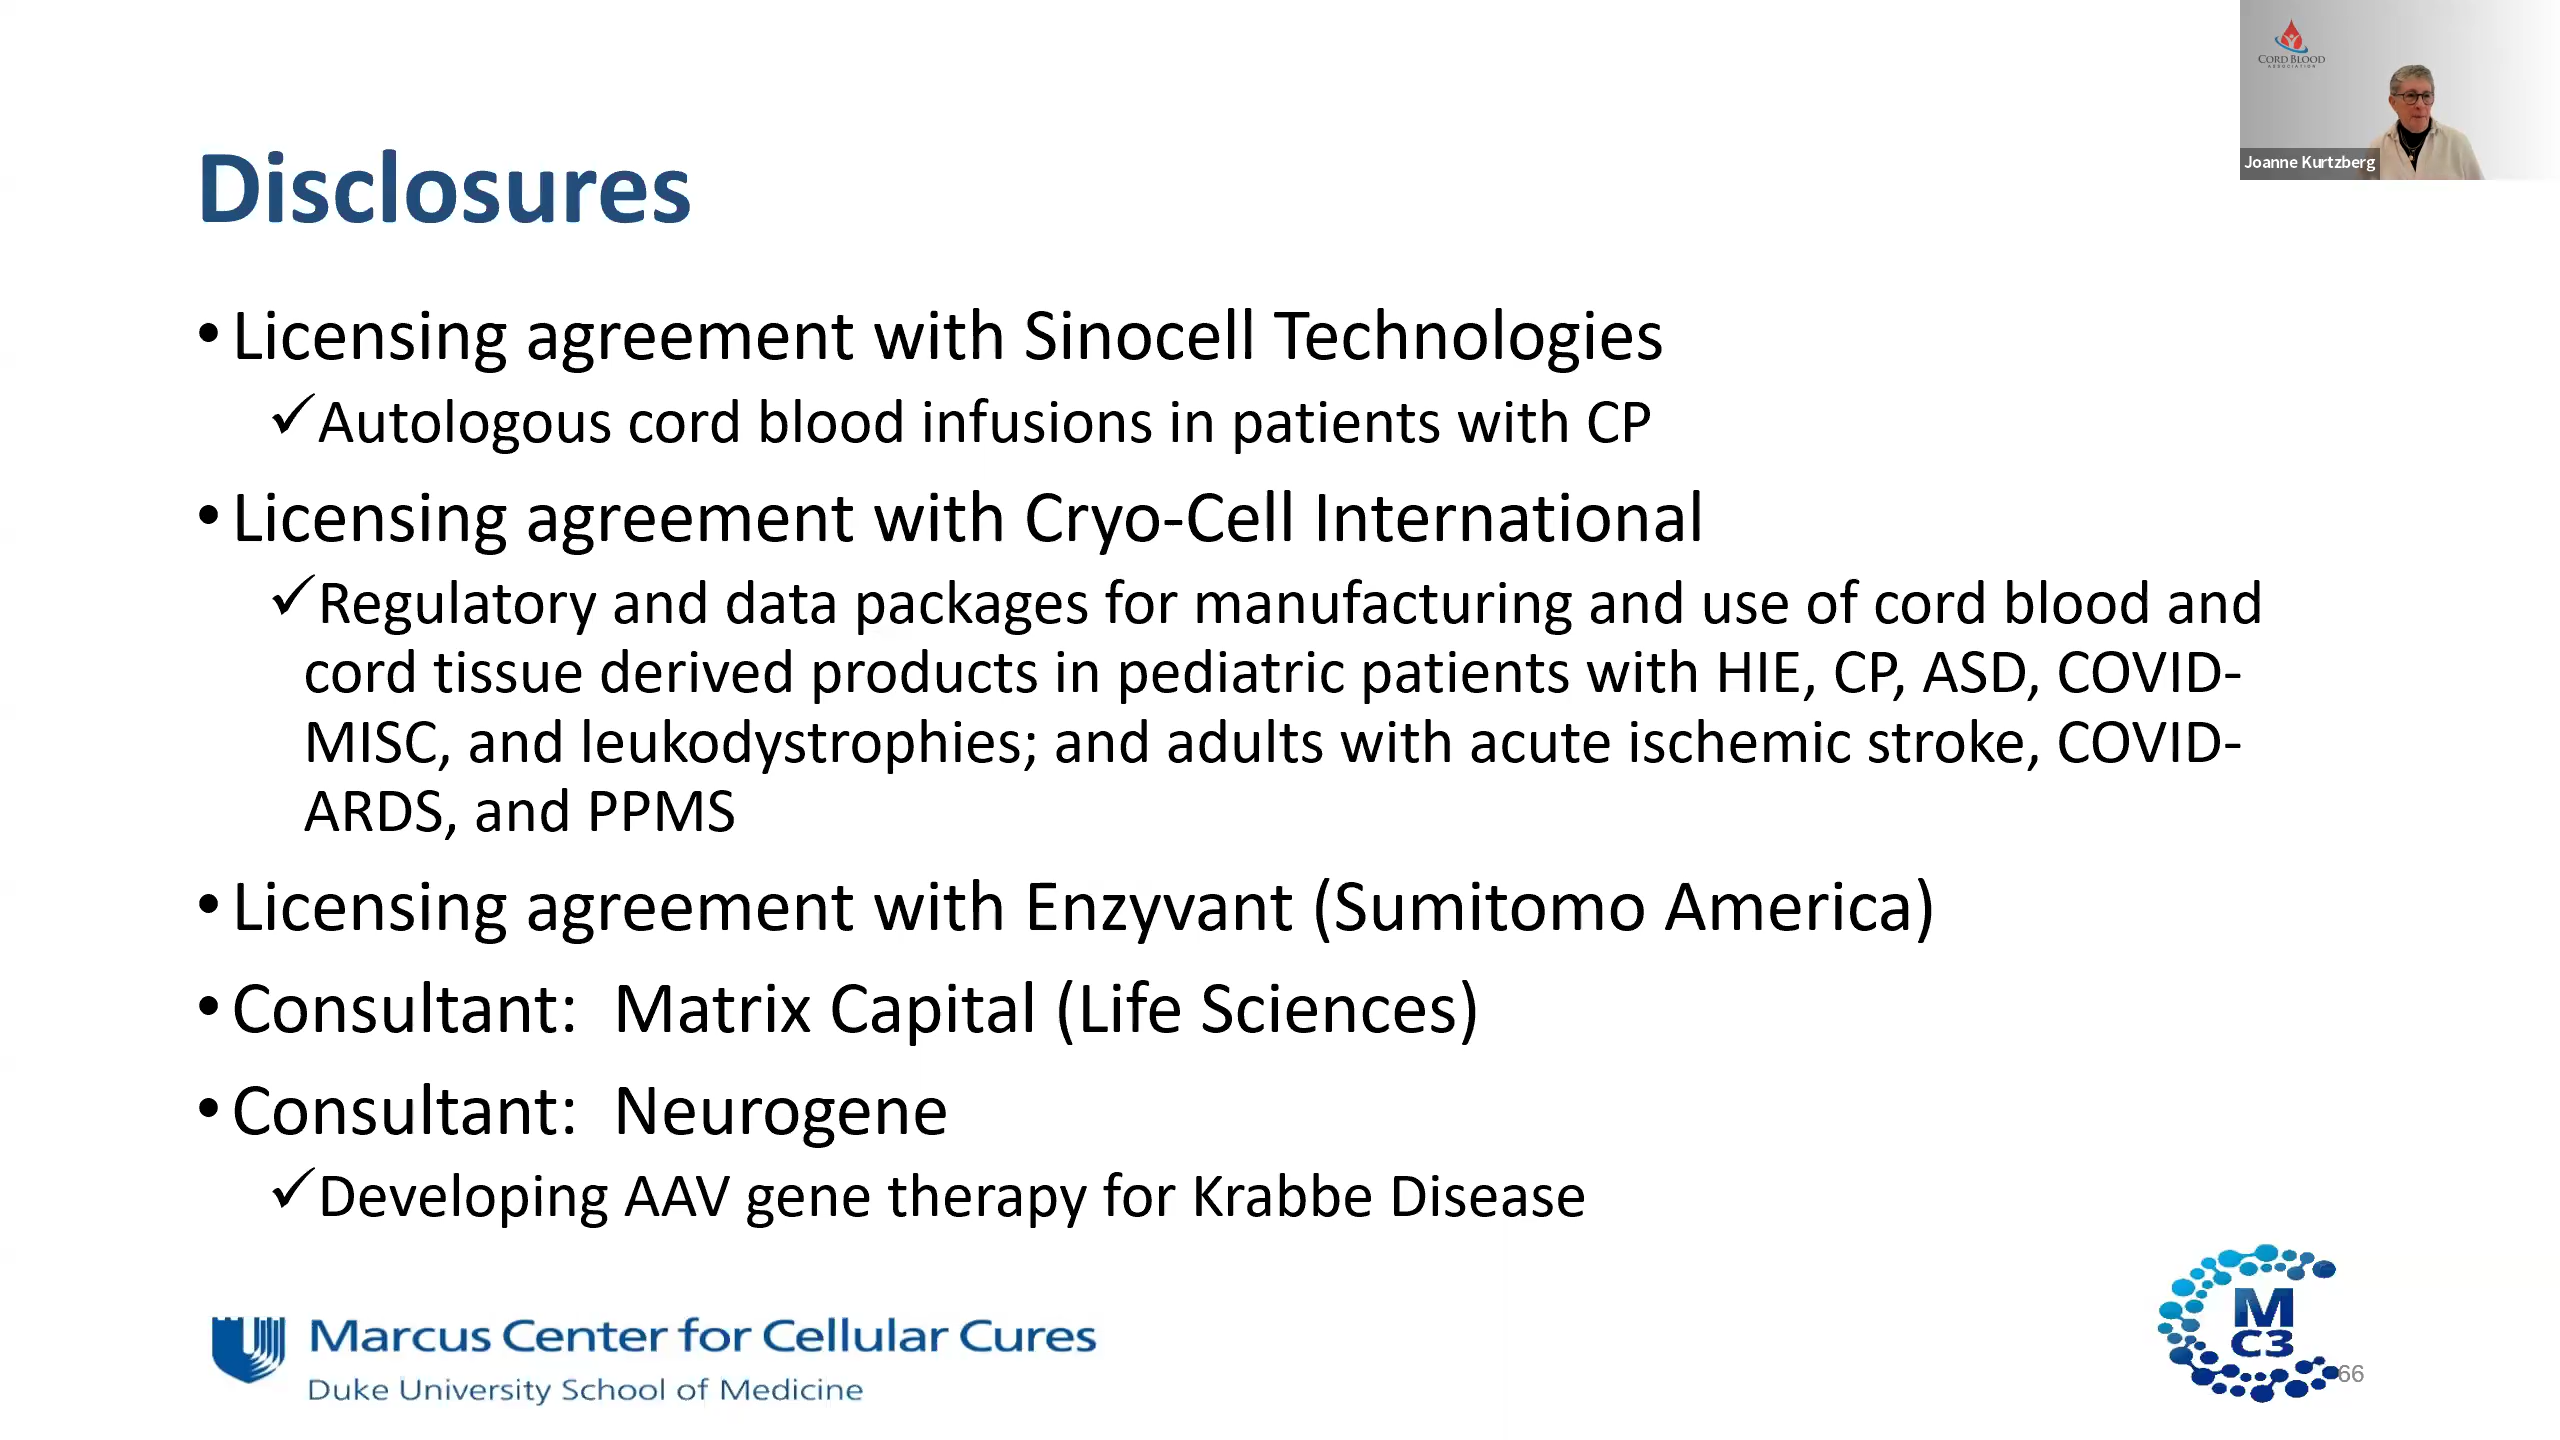 CORD BLOOD
ASSOCIATION
Joanne Kurtzberg
Disclosures
• Licensing agreement with Sinocell Technologies
✓Autologous cord blood infusions in patients with CP
• Licensing agreement with Cryo-Cell International
✓Regulatory and data packages for manufacturing and use of cord blood and
cord tissue derived products in pediatric patients with HIE, CP, ASD, COVID-
MISC, and leukodystrophies; and adults with acute ischemic stroke, COVID-
ARDS, and PPMS
• Licensing agreement with Enzyvant (Sumitomo America)
• Consultant: Matrix Capital (Life Sciences)
• Consultant: Neurogene
✓Developing AAV gene therapy for Krabbe Disease
Marcus Center for Cellular Cures
Duke University School of Medicine
M
C3
66